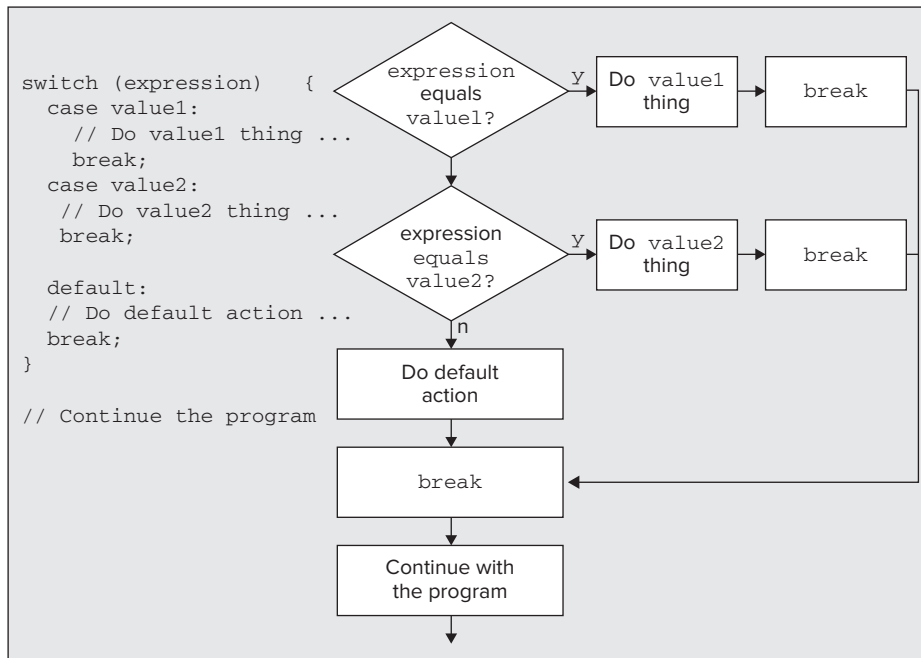 switch (expression) {
case value1:
// Do value1 thing ...
break;
case value2:
// Do value2 thing ...
break;
default:
// Do default action ...
break;
}
// Continue the program
expression
equals
value1?
y
Do value1
thing
break
expression
equals
value2?
y
Do value2
thing
break
n
Do default
action
break
Continue with
the program